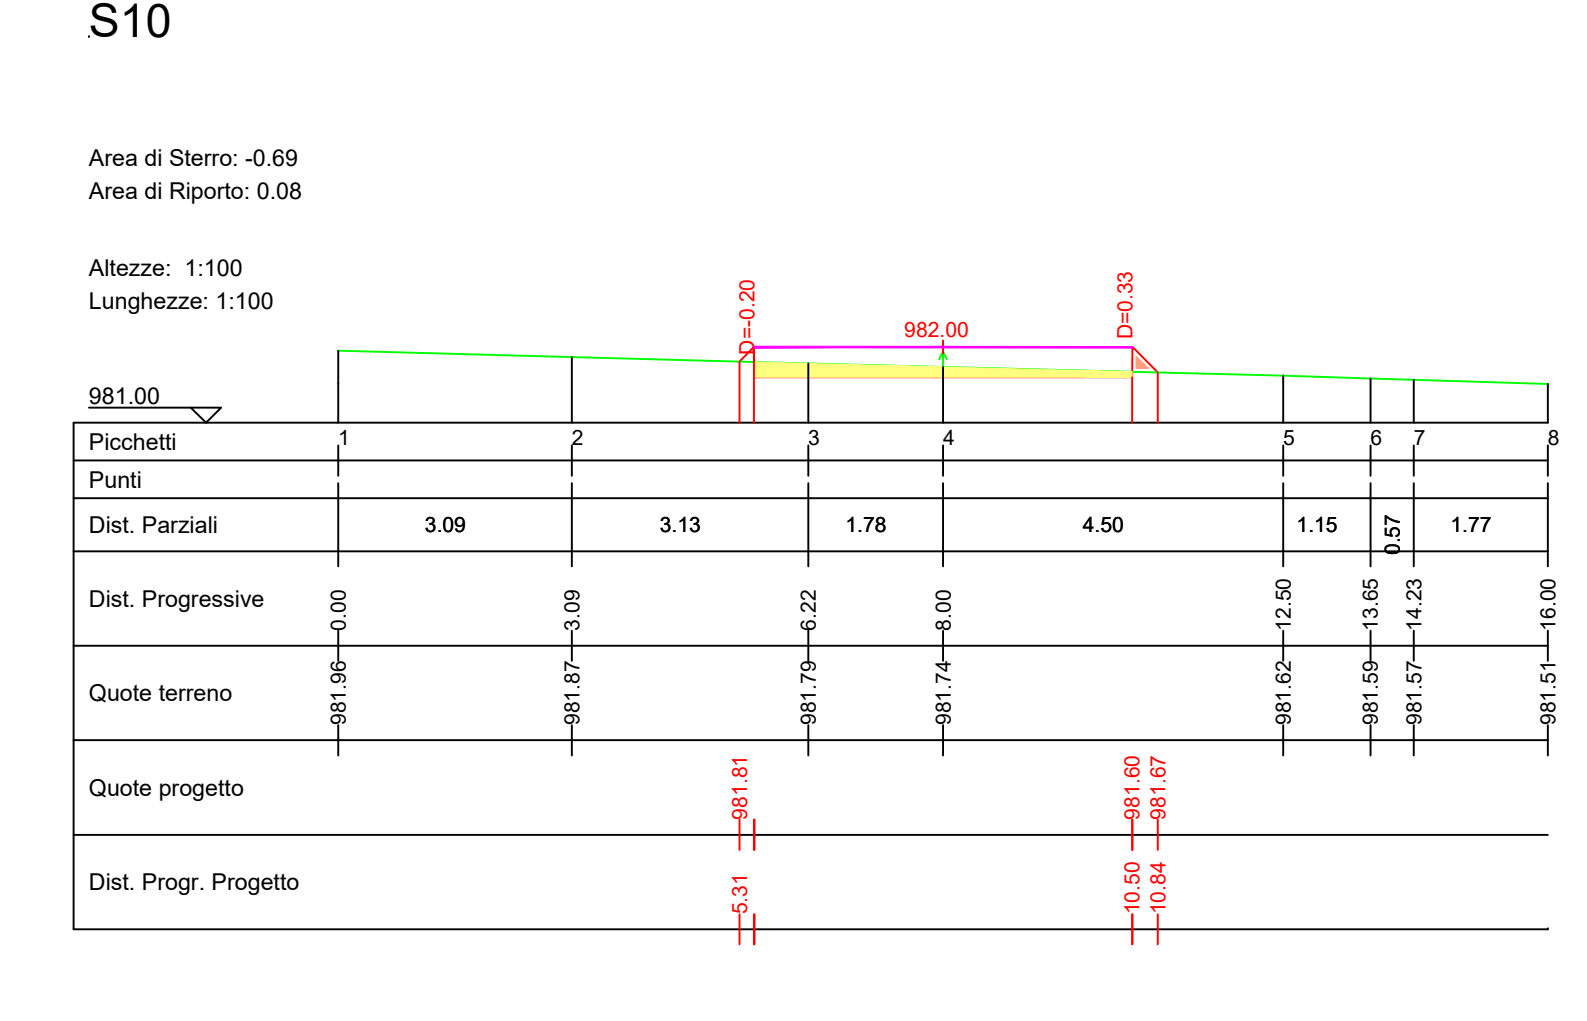 S10
Area di Sterro: -0.69
Area di Riporto: 0.08
Altezze: 1:100
Lunghezze: 1:100
D=-0.20
982.00
D=0.33
981.00
Picchetti 1 2 3 4 5 6 7 8
Punti
Dist. Parziali 3.09 3.13 1.78 4.50 1.15 0.57 1.77
Dist. Progressive 0.00 3.09 6.22 8.00 12.50 13.65 14.23 16.00
Quote terreno 981.96 981.87 981.79 981.74 981.62 981.59 981.57 981.51
Quote progetto 981.81 981.60 981.67
Dist. Progr. Progetto 5.31 10.50 10.84